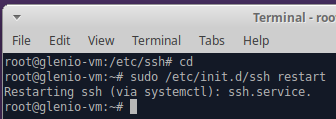 Terminal -
File Edit View Terminal Tabs Help
root@glenio-vm:/etc/ssh# cd
root@glenio-vm:~# sudo /etc/init.d/ssh restart
Restarting ssh (via systemctl): ssh.service.
root@glenio-vm:~#